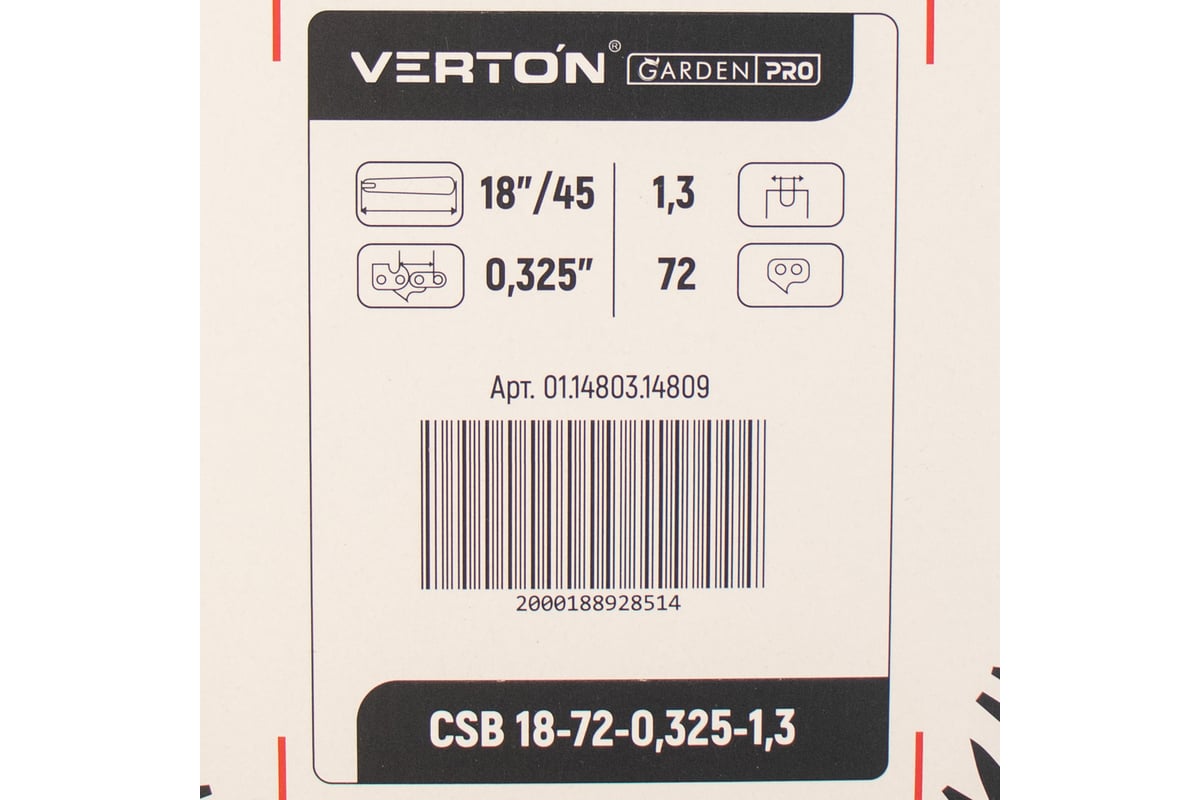 VERTÓN® GARDEN PRO
18"/45 1,3
0,325" 72
Арт. 01.14803.14809
2000188928514
CSB 18-72-0,325-1,3